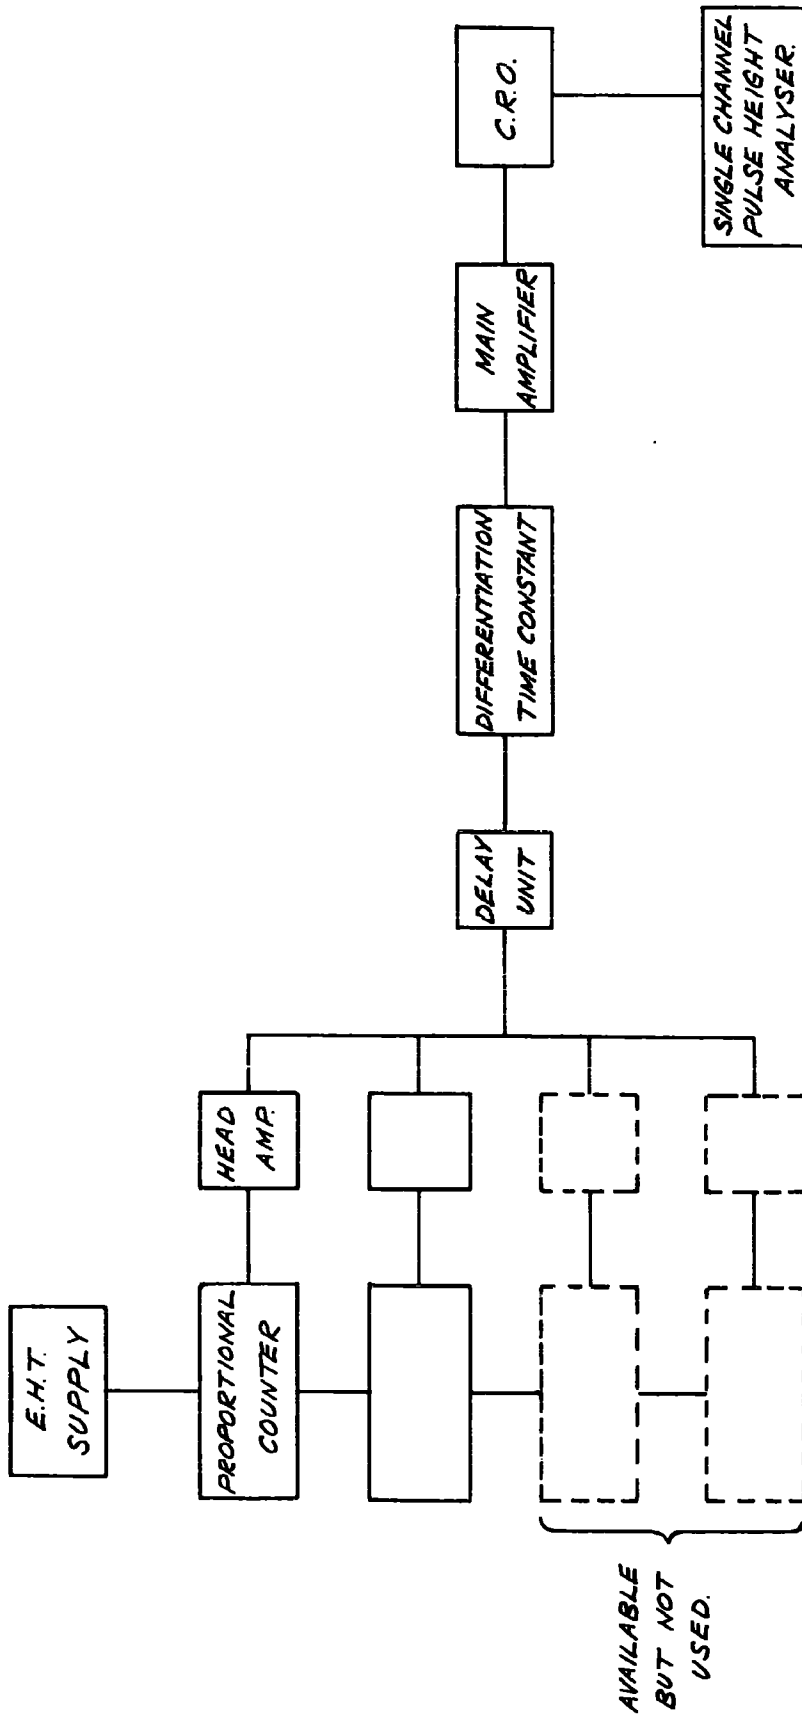 E.H.T.
SUPPLY
PROPORTIONAL
COUNTER
HEAD
AMP.
AVAILABLE
BUT NOT
USED.
DELAY
UNIT
DIFFERENTIATION
TIME CONSTANT
MAIN
AMPLIFIER
C.R.O.
SINGLE CHANNEL
PULSE HEIGHT
ANALYSER.